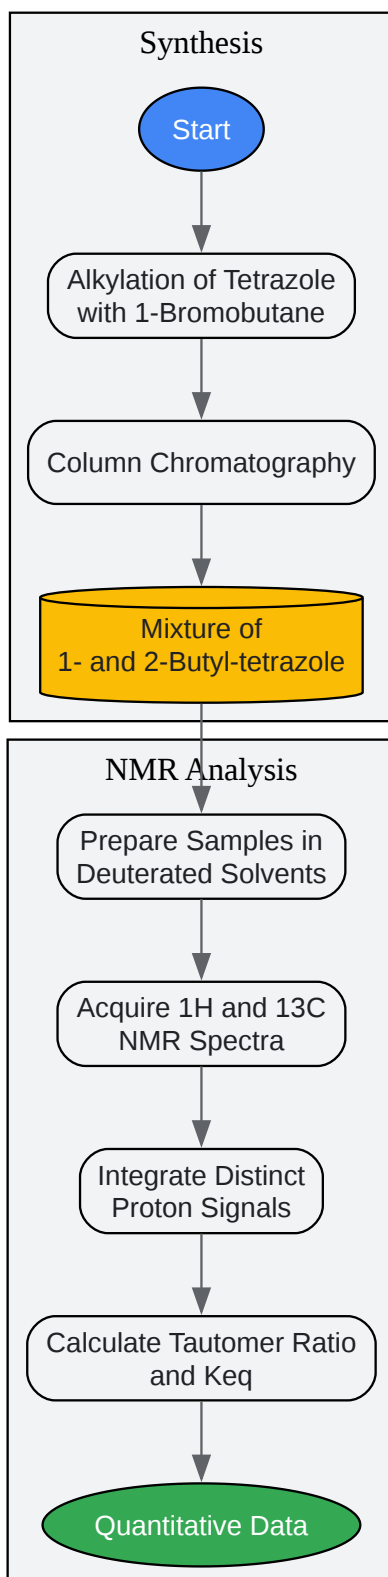 Synthesis
Start
Alkylation of Tetrazole
with 1-Bromobutane
Column Chromatography
Mixture of
1- and 2-Butyl-tetrazole
NMR Analysis
Prepare Samples in
Deuterated Solvents
Acquire 1H and 13C
NMR Spectra
Integrate Distinct
Proton Signals
Calculate Tautomer Ratio
and Keq
Quantitative Data